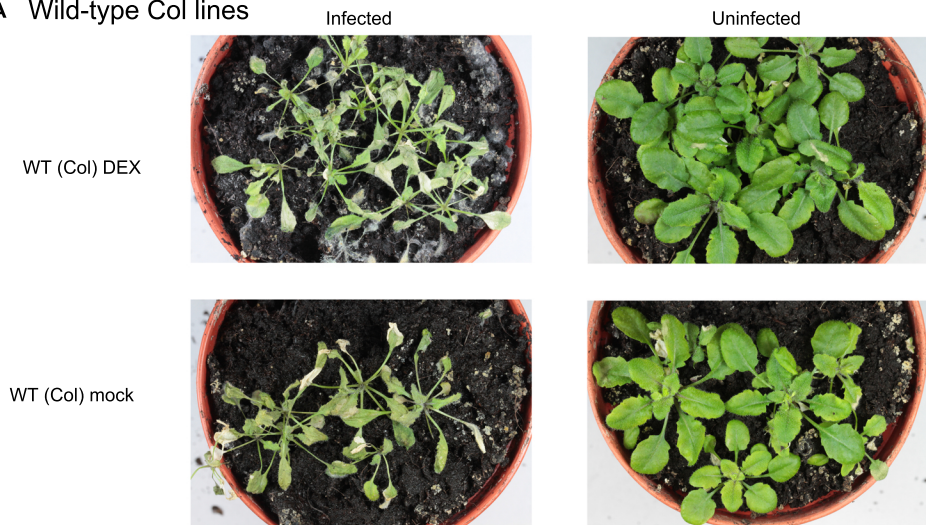 A Wild-type Col lines
Infected
Uninfected
WT (Col) DEX
WT (Col) mock